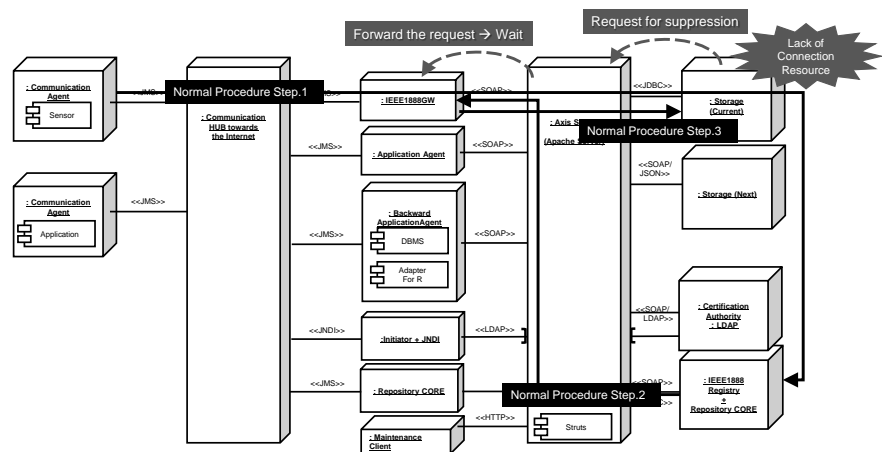 Forward the request → Wait
Request for suppression
Lack of
Connection
Resource
: Communication
Agent
Sensor
Normal Procedure Step.1
: Communication
HUB towards
the Internet
: IEEE1888GW
<<SOAP>>
: Axis
(Apache
<<JDBC>>
: Storage
(Current)
Normal Procedure Step.3
<<JMS>>
: Application Agent
<<SOAP>>
<<SOAP/
JSON>>
: Storage (Next)
: Communication
Agent
Application
<<JMS>>
<<JMS>>
: Backward
ApplicationAgent
DBMS
Adapter
For R
<<SOAP>>
<<JNDI>>
:Initiator + JNDI
<<LDAP>>
<<SOAP/
LDAP>>
: Certification
Authority
: LDAP
<<JMS>>
: Repository CORE
Normal Procedure Step.2
: IEEE1888
Registry
+
Repository CORE
: Maintenance
Client
<<HTTP>>
Struts